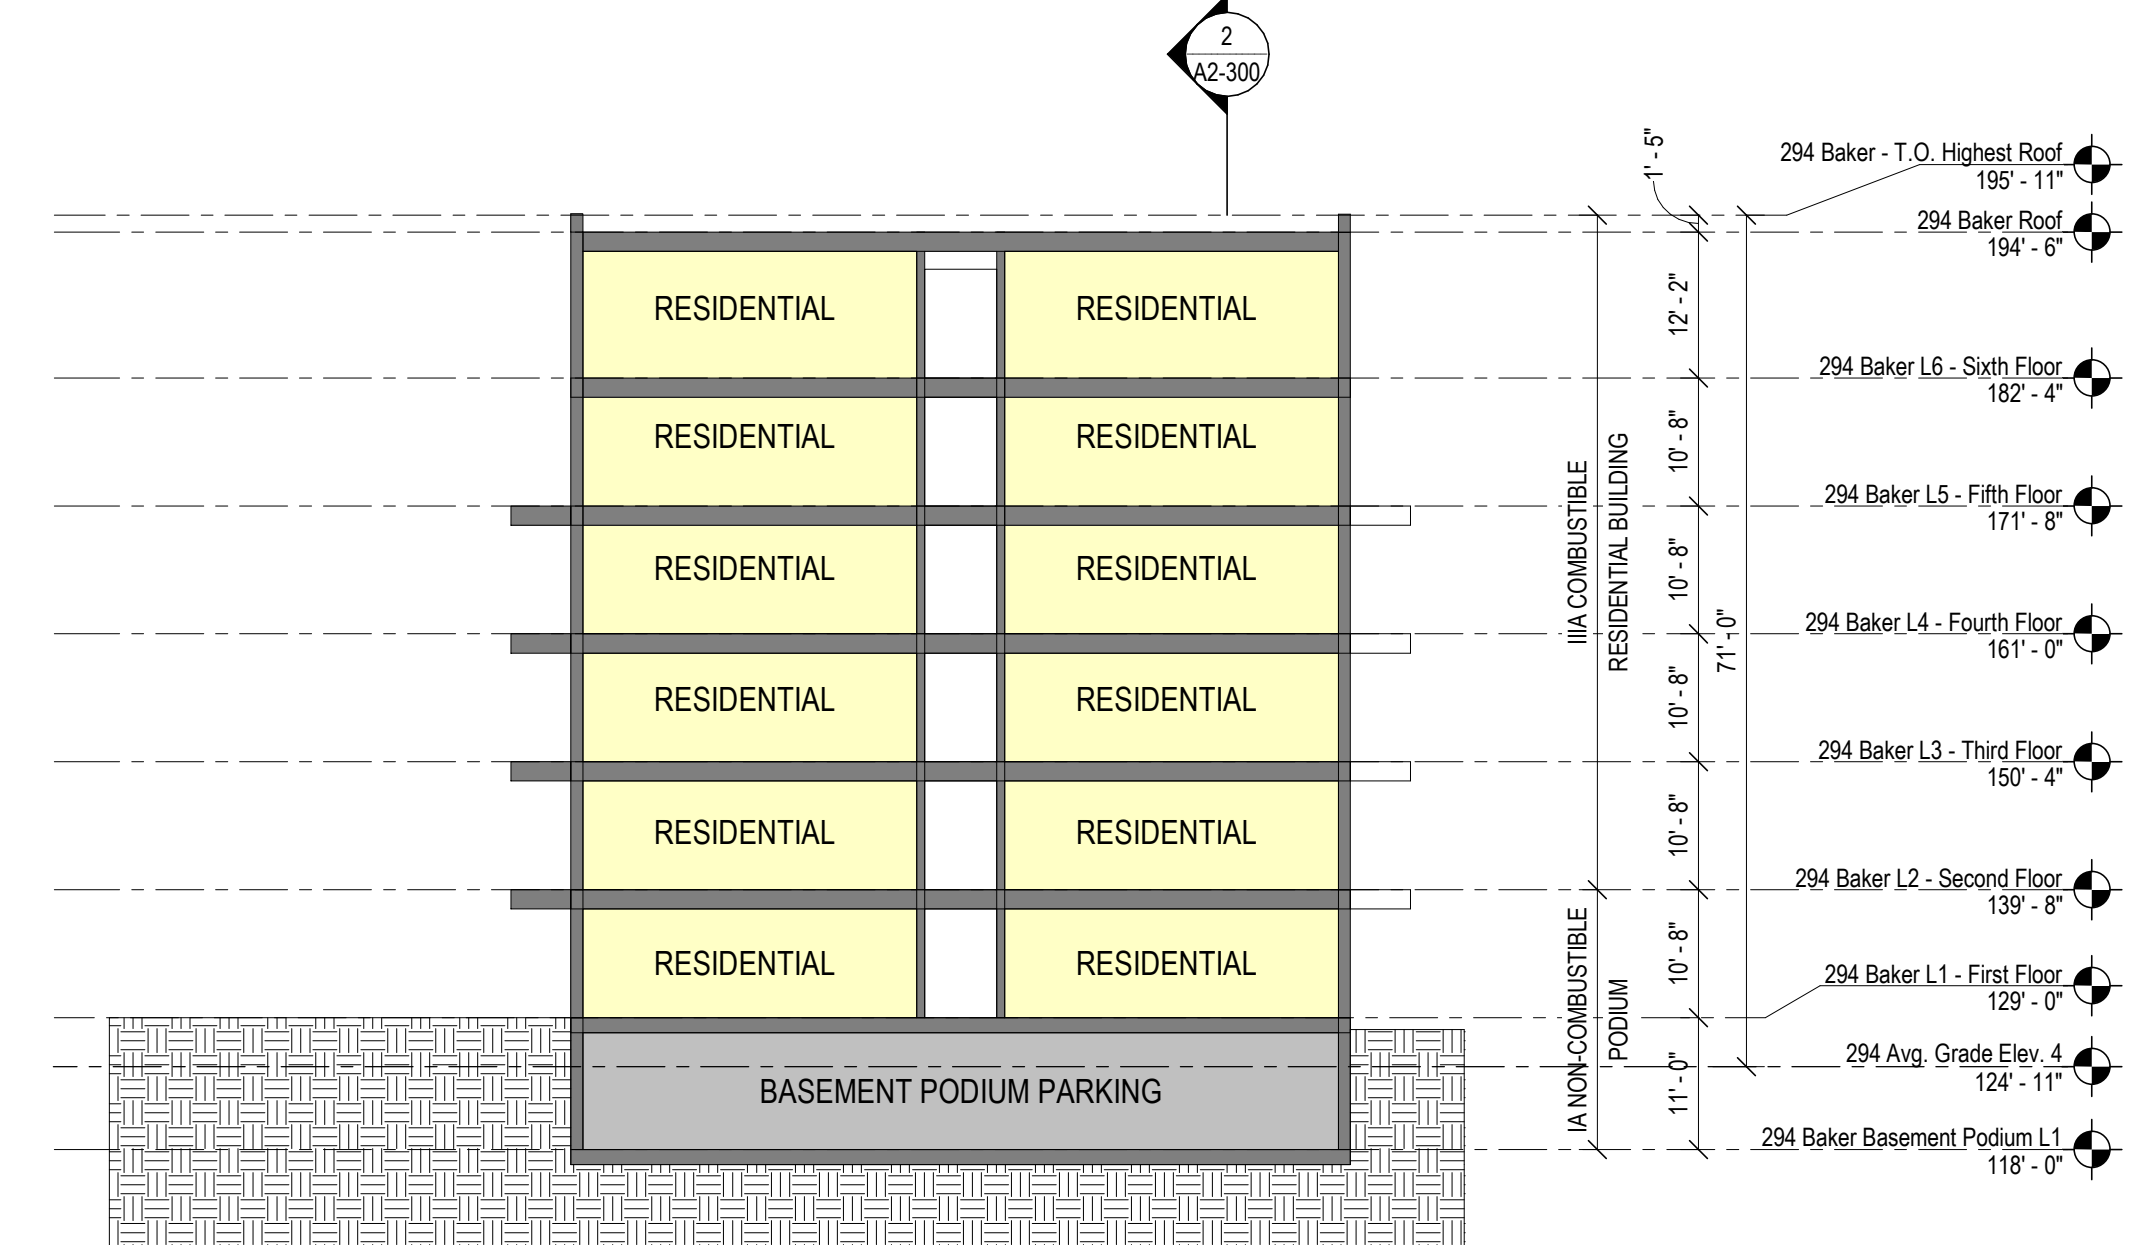 2
A2-300
294 Baker - T.O. Highest Roof
195' - 11"
1' - 5"
294 Baker Roof
194' - 6"
RESIDENTIAL RESIDENTIAL
12' - 2"
294 Baker L6 - Sixth Floor
182' - 4"
RESIDENTIAL RESIDENTIAL
10' - 8"
294 Baker L5 - Fifth Floor
171' - 8"
IIIA COMBUSTIBLE
RESIDENTIAL BUILDING
RESIDENTIAL RESIDENTIAL
10' - 8"
71' - 0"
294 Baker L4 - Fourth Floor
161' - 0"
RESIDENTIAL RESIDENTIAL
10' - 8"
294 Baker L3 - Third Floor
150' - 4"
RESIDENTIAL RESIDENTIAL
10' - 8"
294 Baker L2 - Second Floor
139' - 8"
RESIDENTIAL RESIDENTIAL
10' - 8"
294 Baker L1 - First Floor
129' - 0"
IA NON-COMBUSTIBLE
PODIUM
294 Avg. Grade Elev. 4
124' - 11"
BASEMENT PODIUM PARKING
11' - 0"
294 Baker Basement Podium L1
118' - 0"